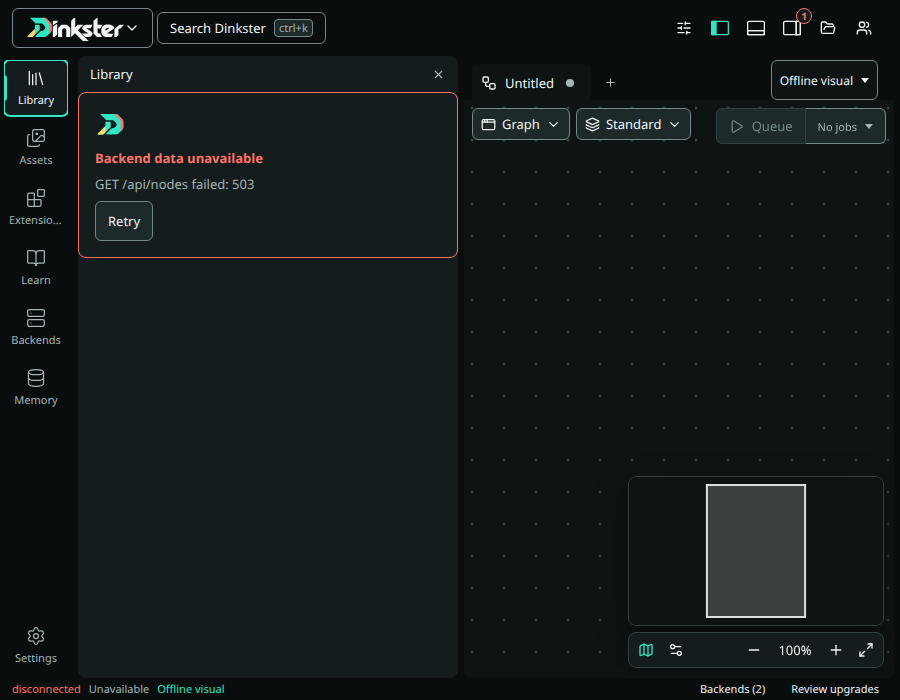 Dinkster
Search Dinkster ctrl+k
1
Library
Assets
Extensio...
Learn
Backends
Memory
Settings
Library
Backend data unavailable
GET /api/nodes failed: 503
Retry
Untitled
Offline visual
Graph
Standard
Queue
No jobs
100%
disconnected Unavailable Offline visual
Backends (2) Review upgrades